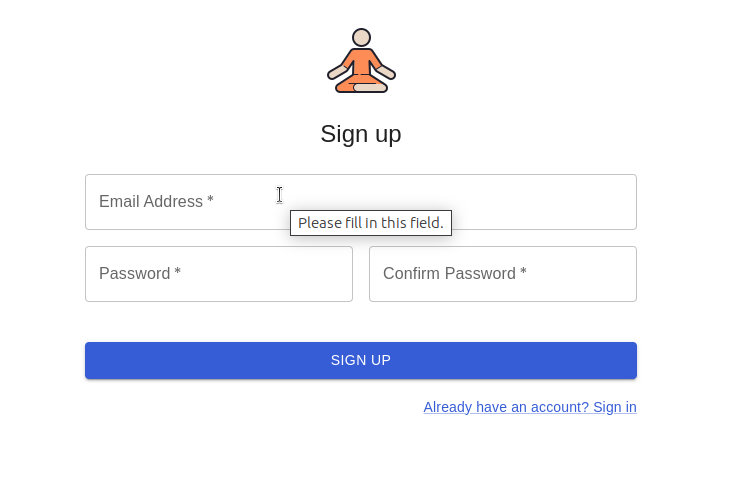 Sign up
Email Address *
Please fill in this field.
Password *
Confirm Password *
SIGN UP
Already have an account? Sign in